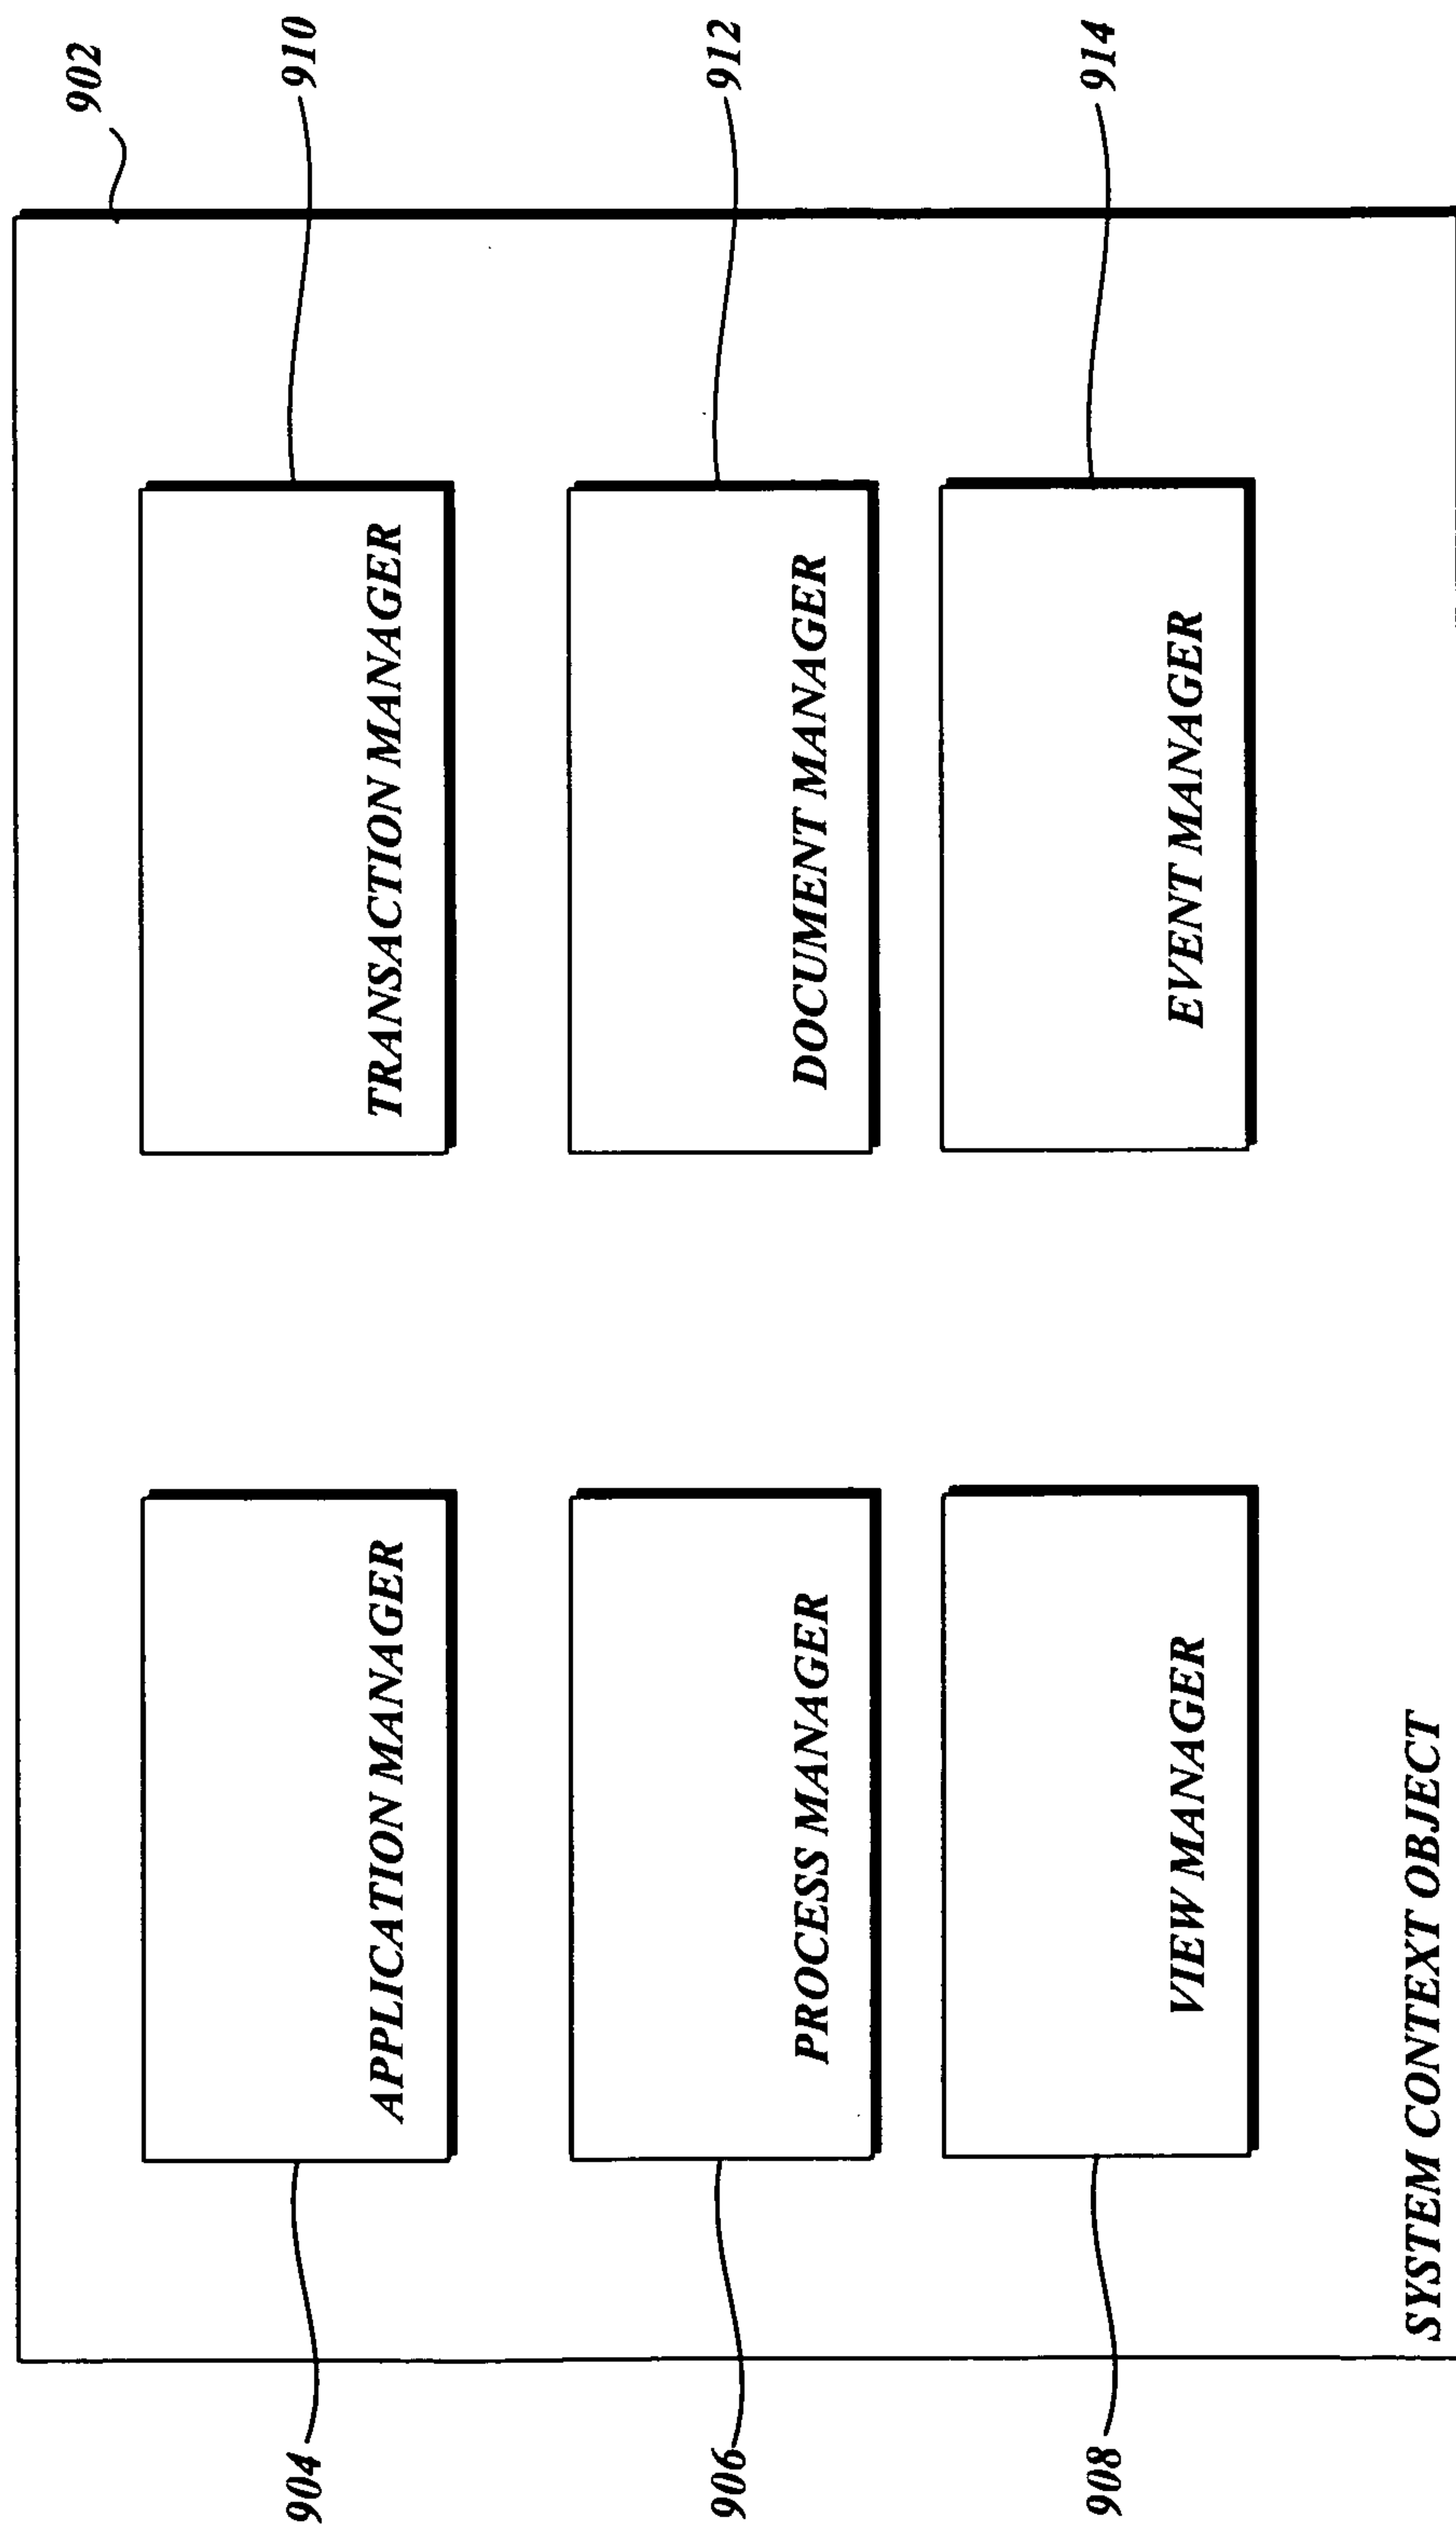 902
904
APPLICATION MANAGER
TRANSACTION MANAGER
910
906
PROCESS MANAGER
DOCUMENT MANAGER
912
908
VIEW MANAGER
EVENT MANAGER
914
SYSTEM CONTEXT OBJECT